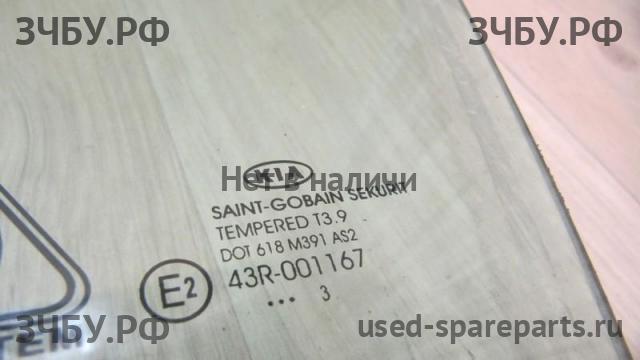 ЗЧБУ.РФ
ЗЧБУ.РФ
KIA
Нет в наличи
SAINT-GOBAIN SEKURIT
TEMPERED T3.9
DOT 618 M391 AS2
E2 43R-001167
... 3
ЗЧБУ.РФ
used-spareparts.ru